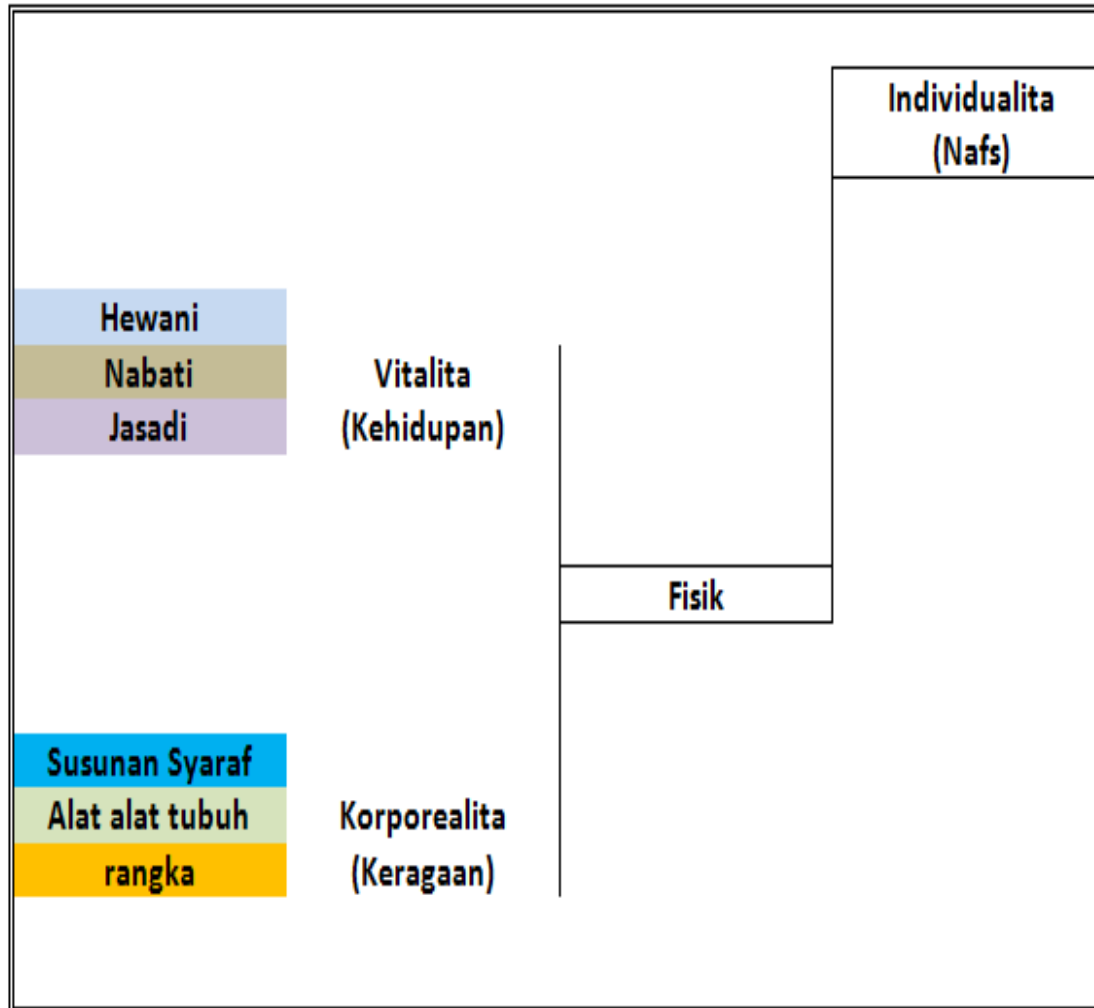 Individualita
(Nafs)
Hewani
Nabati
Vitalita
Jasadi
(Kehidupan)
Fisik
Susunan Syaraf
Alat alat tubuh
Korporealita
rangka
(Keragaan)